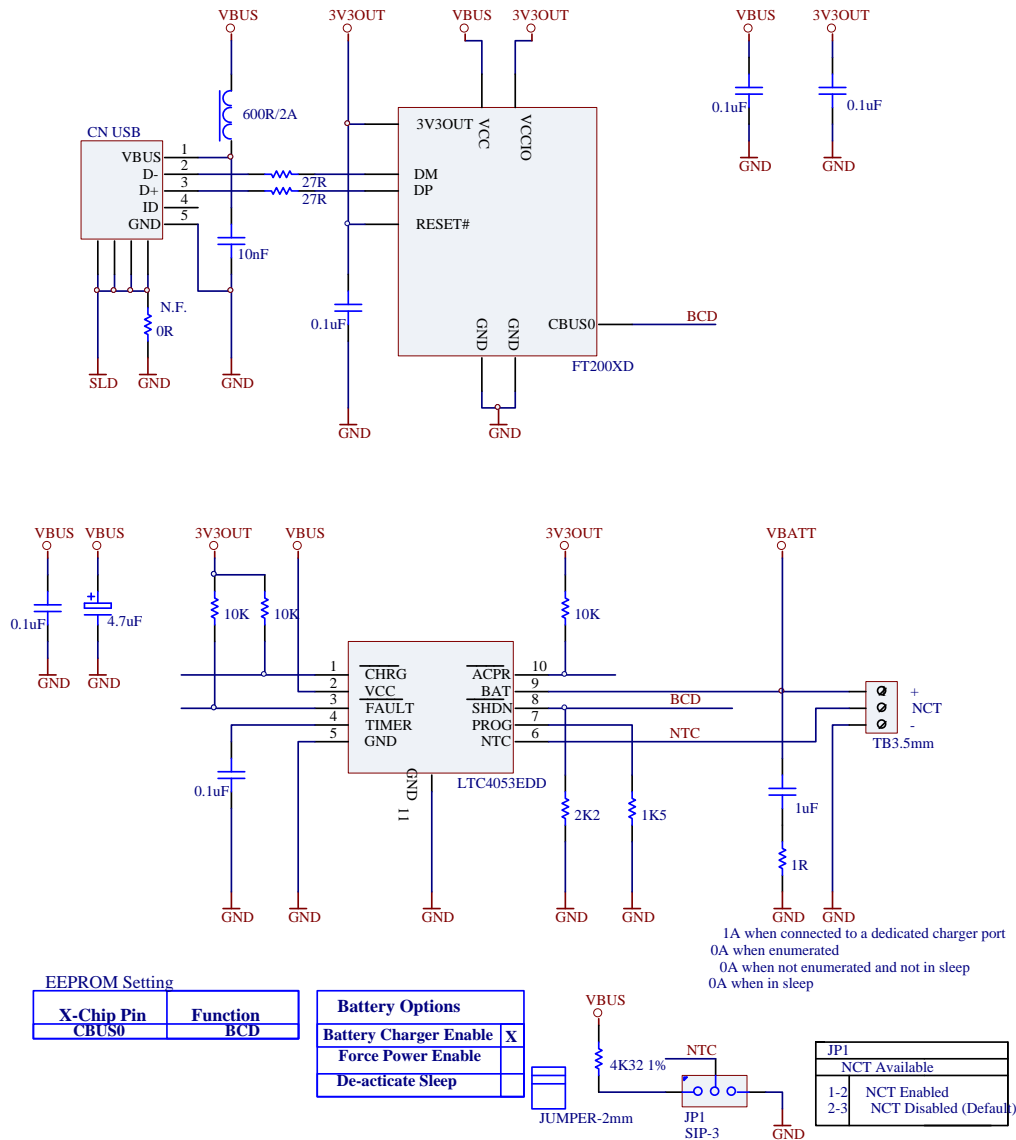 VBUS
3V3OUT
VBUS
3V3OUT
VBUS
3V3OUT
600R/2A
0.1uF
0.1uF
CN USB
VBUS 1
D- 2
D+ 3
ID 4
GND 5
27R
27R
3V3OUT
VCC
VCCIO
DM
DP
RESET#
GND
GND
10nF
N.F.
0R
0.1uF
GND
GND
CBUS0
BCD
FT200XD
SLD
GND
GND
GND
GND
VBUS
VBUS
3V3OUT
VBUS
3V3OUT
VBATT
0.1uF
4.7uF
10K
10K
10K
GND
GND
1 CHRG
2 VCC
3 FAULT
4 TIMER
5 GND
ACPR 10
BAT 9
SHDN 8
PROG 7
NTC 6
BCD
NTC
+
NCT
-
TB3.5mm
GND 11
LTC4053EDD
0.1uF
2K2
1K5
1uF
1R
GND
GND
GND
GND
GND
GND
GND
1A when connected to a dedicated charger port
0A when enumerated
0A when not enumerated and not in sleep
0A when in sleep
EEPROM Setting
X-Chip Pin Function
CBUS0 BCD
Battery Options
Battery Charger Enable X
Force Power Enable
De-acticate Sleep
JUMPER-2mm
VBUS
4K32 1%
NTC
JP1
SIP-3
GND
JP1
NCT Available
1-2 NCT Enabled
2-3 NCT Disabled (Default)